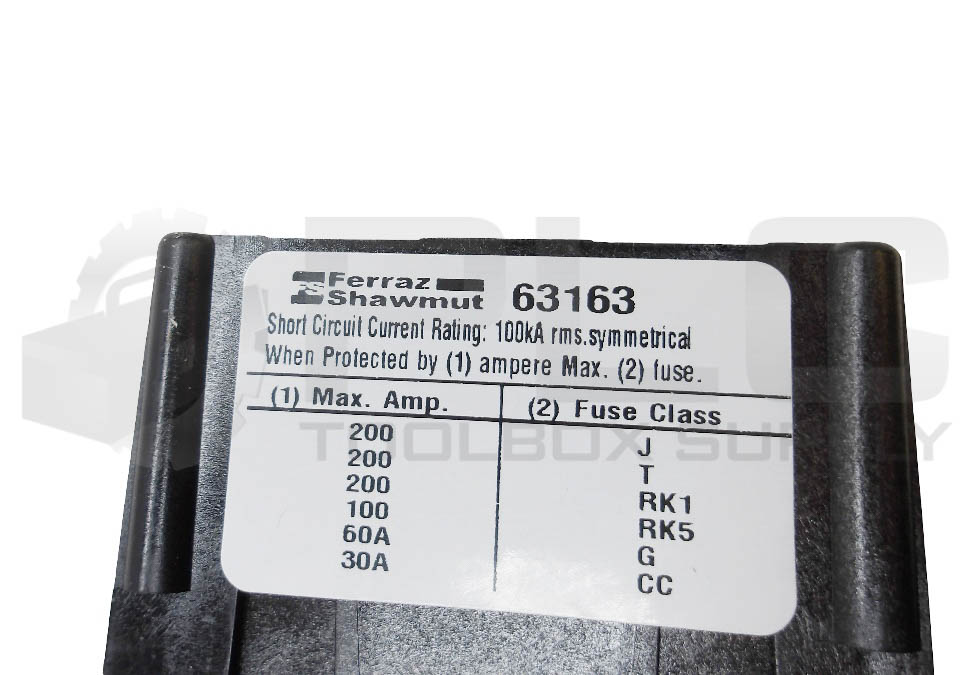 Ferraz
Shawmut 63163
Short Circuit Current Rating: 100kA rms.symmetrical
When Protected by (1) ampere Max. (2) fuse.
(1) Max. Amp. (2) Fuse Class
200 J
200 T
200 RK1
100 RK5
60A G
30A CC
PLC
TOOLBOX SUPPLY